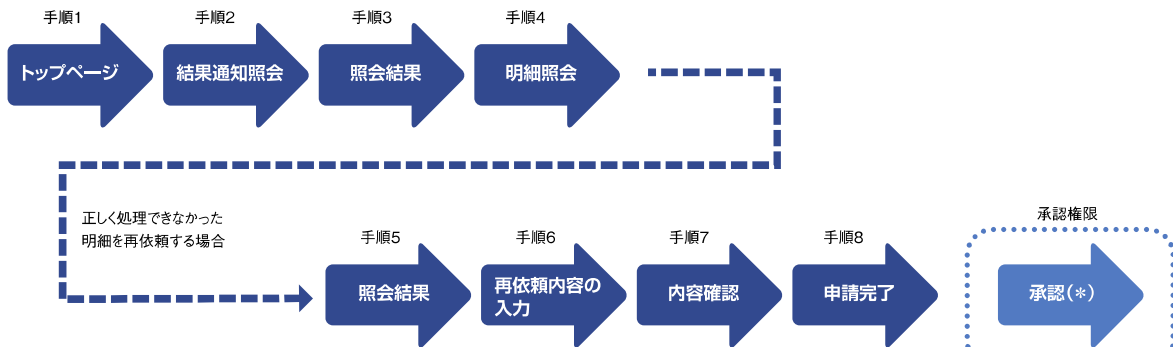 手順1
手順2
手順3
手順4
トップページ
結果通知照会
照会結果
明細照会
正しく処理できなかった
明細を再依頼する場合
承認権限
手順5
手順6
手順7
手順8
照会結果
再依頼内容の
入力
内容確認
申請完了
承認(＊)